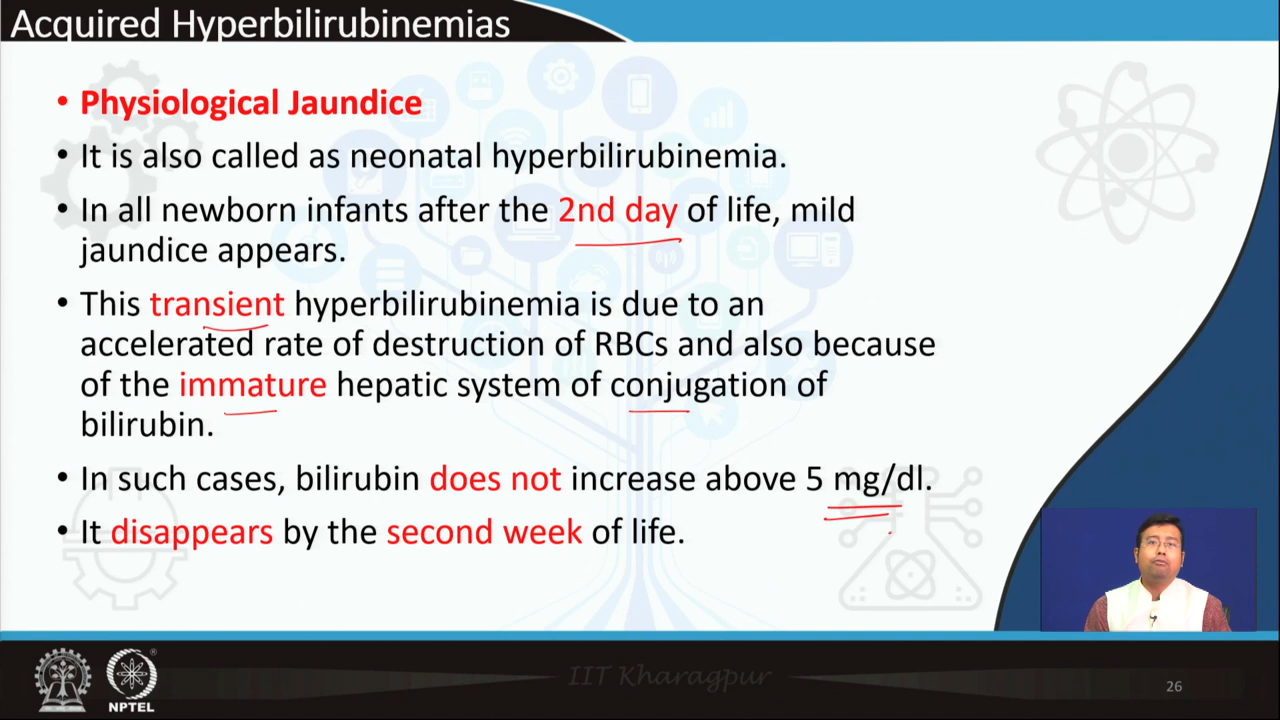 Acquired Hyperbilirubinemias
• Physiological Jaundice
• It is also called as neonatal hyperbilirubinemia.
• In all newborn infants after the 2nd day of life, mild
jaundice appears.
• This transient hyperbilirubinemia is due to an
accelerated rate of destruction of RBCs and also because
of the immature hepatic system of conjugation of
bilirubin.
• In such cases, bilirubin does not increase above 5 mg/dl.
• It disappears by the second week of life.
IIT Kharagpur
®
NPTEL
26